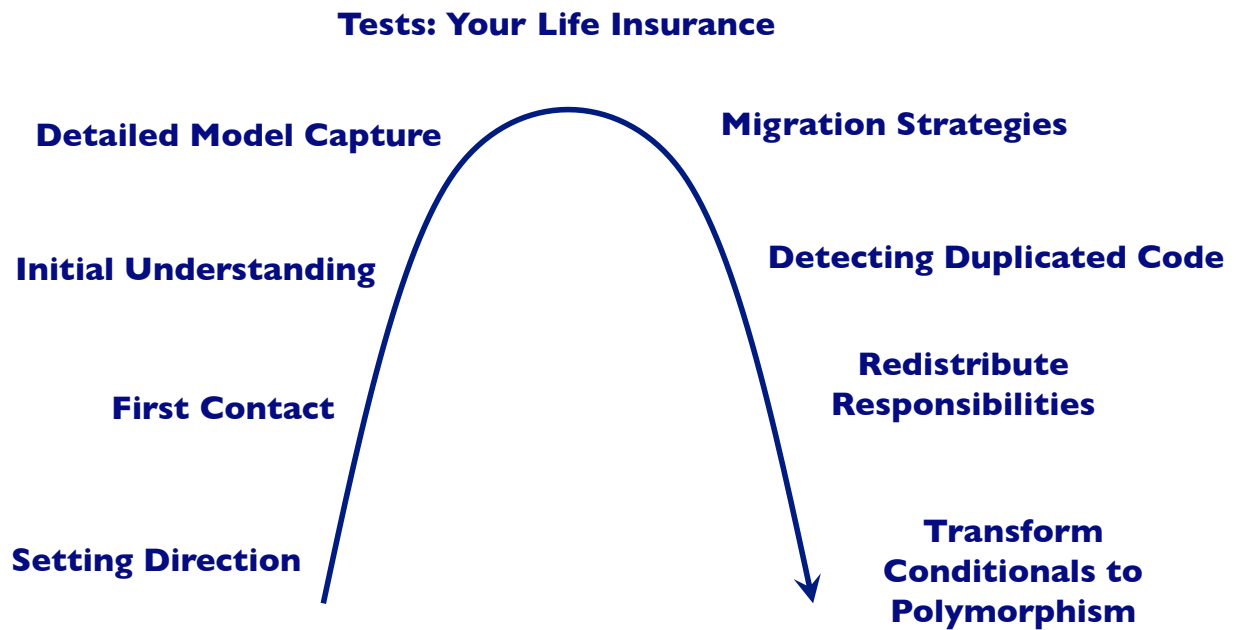 Tests: Your Life Insurance
Detailed Model Capture
Migration Strategies
Initial Understanding
Detecting Duplicated Code
First Contact
Redistribute
Responsibilities
Setting Direction
Transform
Conditionals to
Polymorphism